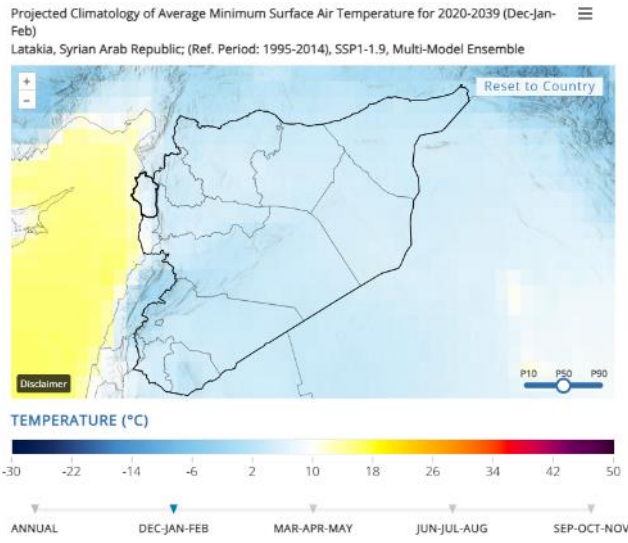 Projected Climatology of Average Minimum Surface Air Temperature for 2020-2039 (Dec-Jan-
Feb)
Latakia, Syrian Arab Republic; (Ref. Period: 1995-2014), SSP1-1.9, Multi-Model Ensemble
+
−
Reset to Country
Disclaimer
P10 P50 P90
TEMPERATURE (°C)
-30 -22 -14 -6 2 10 18 26 34 42 50
ANNUAL DEC-JAN-FEB MAR-APR-MAY JUN-JUL-AUG SEP-OCT-NOV